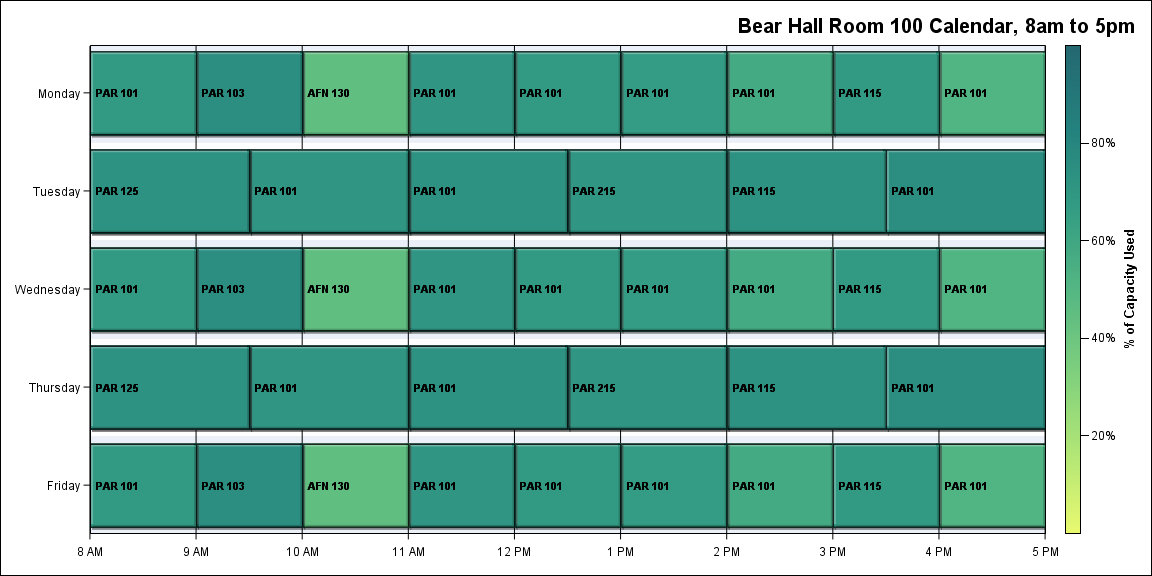 Bear Hall Room 100 Calendar, 8am to 5pm
Monday PAR 101 PAR 103 AFN 130 PAR 101 PAR 101 PAR 101 PAR 101 PAR 115 PAR 101
80%
Tuesday PAR 125 PAR 101 PAR 101 PAR 215 PAR 115 PAR 101
60%
Wednesday PAR 101 PAR 103 AFN 130 PAR 101 PAR 101 PAR 101 PAR 101 PAR 115 PAR 101
% of Capacity Used
40%
Thursday PAR 125 PAR 101 PAR 101 PAR 215 PAR 115 PAR 101
20%
Friday PAR 101 PAR 103 AFN 130 PAR 101 PAR 101 PAR 101 PAR 101 PAR 115 PAR 101
8 AM 9 AM 10 AM 11 AM 12 PM 1 PM 2 PM 3 PM 4 PM 5 PM